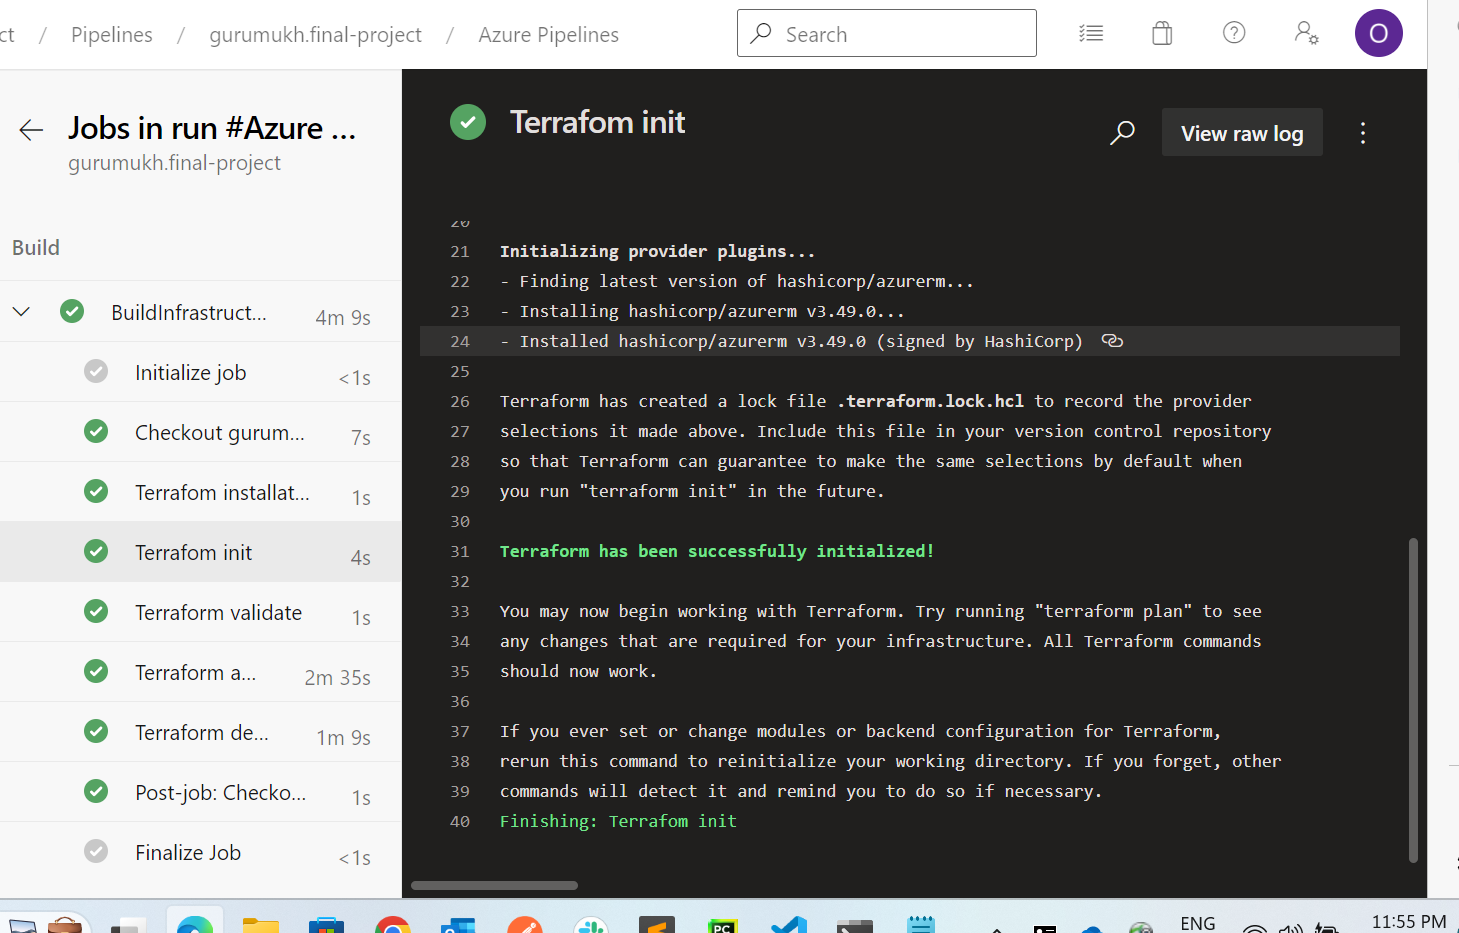 ct / Pipelines / gurumukh.final-project / Azure Pipelines
Search
O
Jobs in run #Azure ...
gurumukh.final-project
Build
BuildInfrastruct... 4m 9s
Initialize job <1s
Checkout gurum... 7s
Terrafom installat... 1s
Terrafom init 4s
Terraform validate 1s
Terraform a... 2m 35s
Terraform de... 1m 9s
Post-job: Checko... 1s
Finalize Job <1s
Terrafom init
View raw log
20
21 Initializing provider plugins...
22 - Finding latest version of hashicorp/azurerm...
23 - Installing hashicorp/azurerm v3.49.0...
24 - Installed hashicorp/azurerm v3.49.0 (signed by HashiCorp)
25
26 Terraform has created a lock file .terraform.lock.hcl to record the provider
27 selections it made above. Include this file in your version control repository
28 so that Terraform can guarantee to make the same selections by default when
29 you run "terraform init" in the future.
30
31 Terraform has been successfully initialized!
32
33 You may now begin working with Terraform. Try running "terraform plan" to see
34 any changes that are required for your infrastructure. All Terraform commands
35 should now work.
36
37 If you ever set or change modules or backend configuration for Terraform,
38 rerun this command to reinitialize your working directory. If you forget, other
39 commands will detect it and remind you to do so if necessary.
40 Finishing: Terrafom init
PC
ENG
11:55 PM